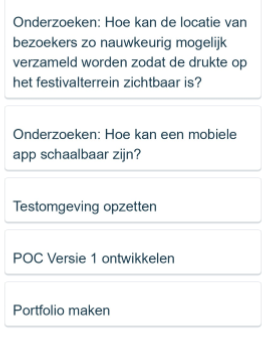 Onderzoeken: Hoe kan de locatie van
bezoekers zo nauwkeurig mogelijk
verzameld worden zodat de drukte op
het festivalterrein zichtbaar is?
Onderzoeken: Hoe kan een mobiele
app schaalbaar zijn?
Testomgeving opzetten
POC Versie 1 ontwikkelen
Portfolio maken